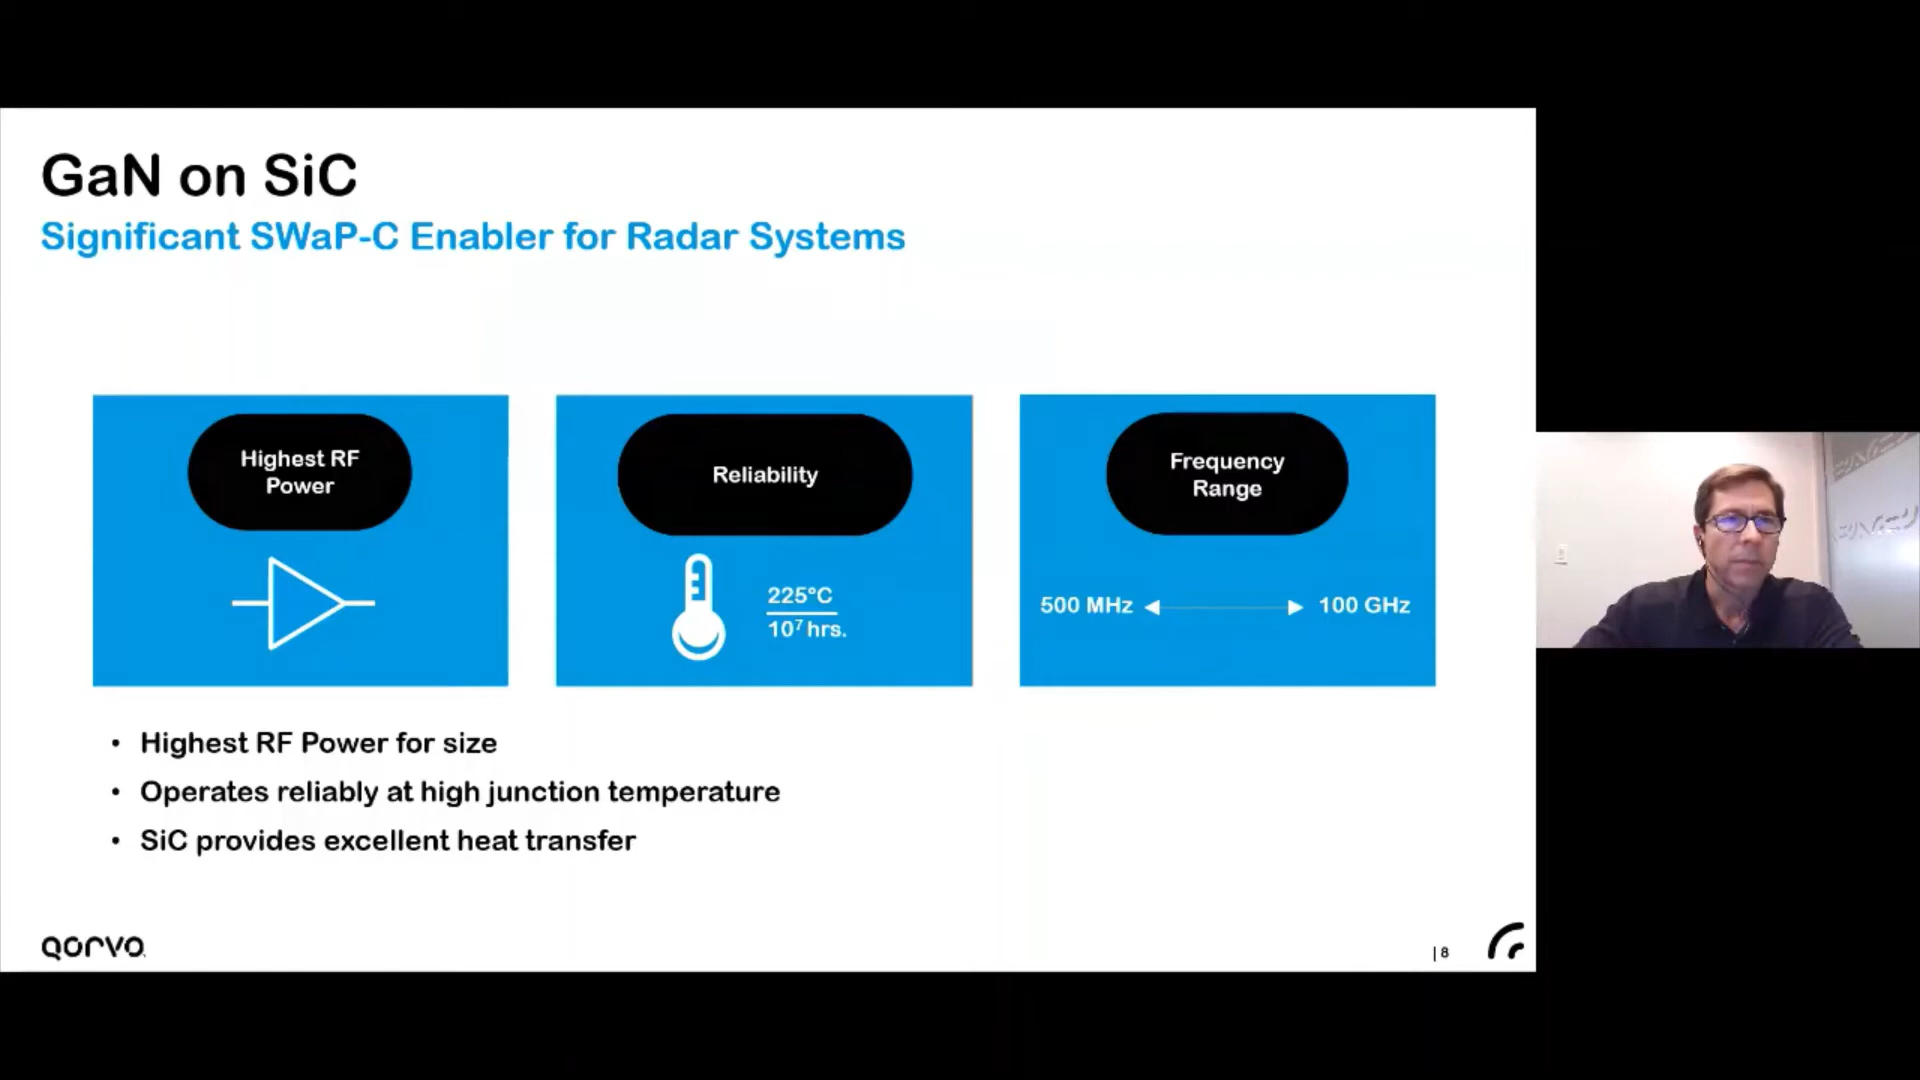 GaN on SiC
Significant SWaP-C Enabler for Radar Systems
Highest RF
Power
Reliability
225°C
10⁷ hrs.
Frequency
Range
500 MHz
100 GHz
• Highest RF Power for size
• Operates reliably at high junction temperature
• SiC provides excellent heat transfer
QORVO
| 8